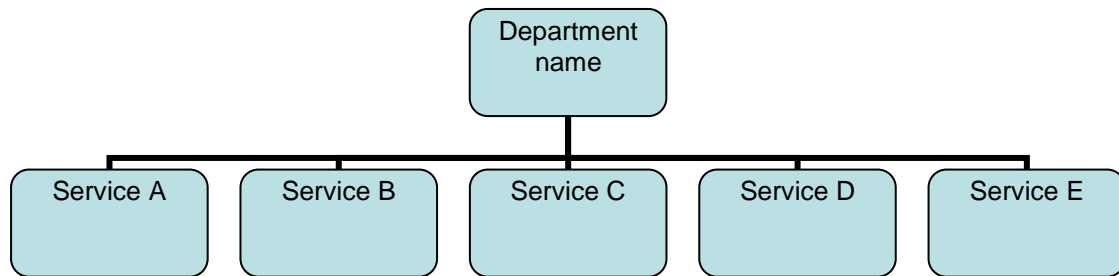 Department
name
Service A
Service B
Service C
Service D
Service E